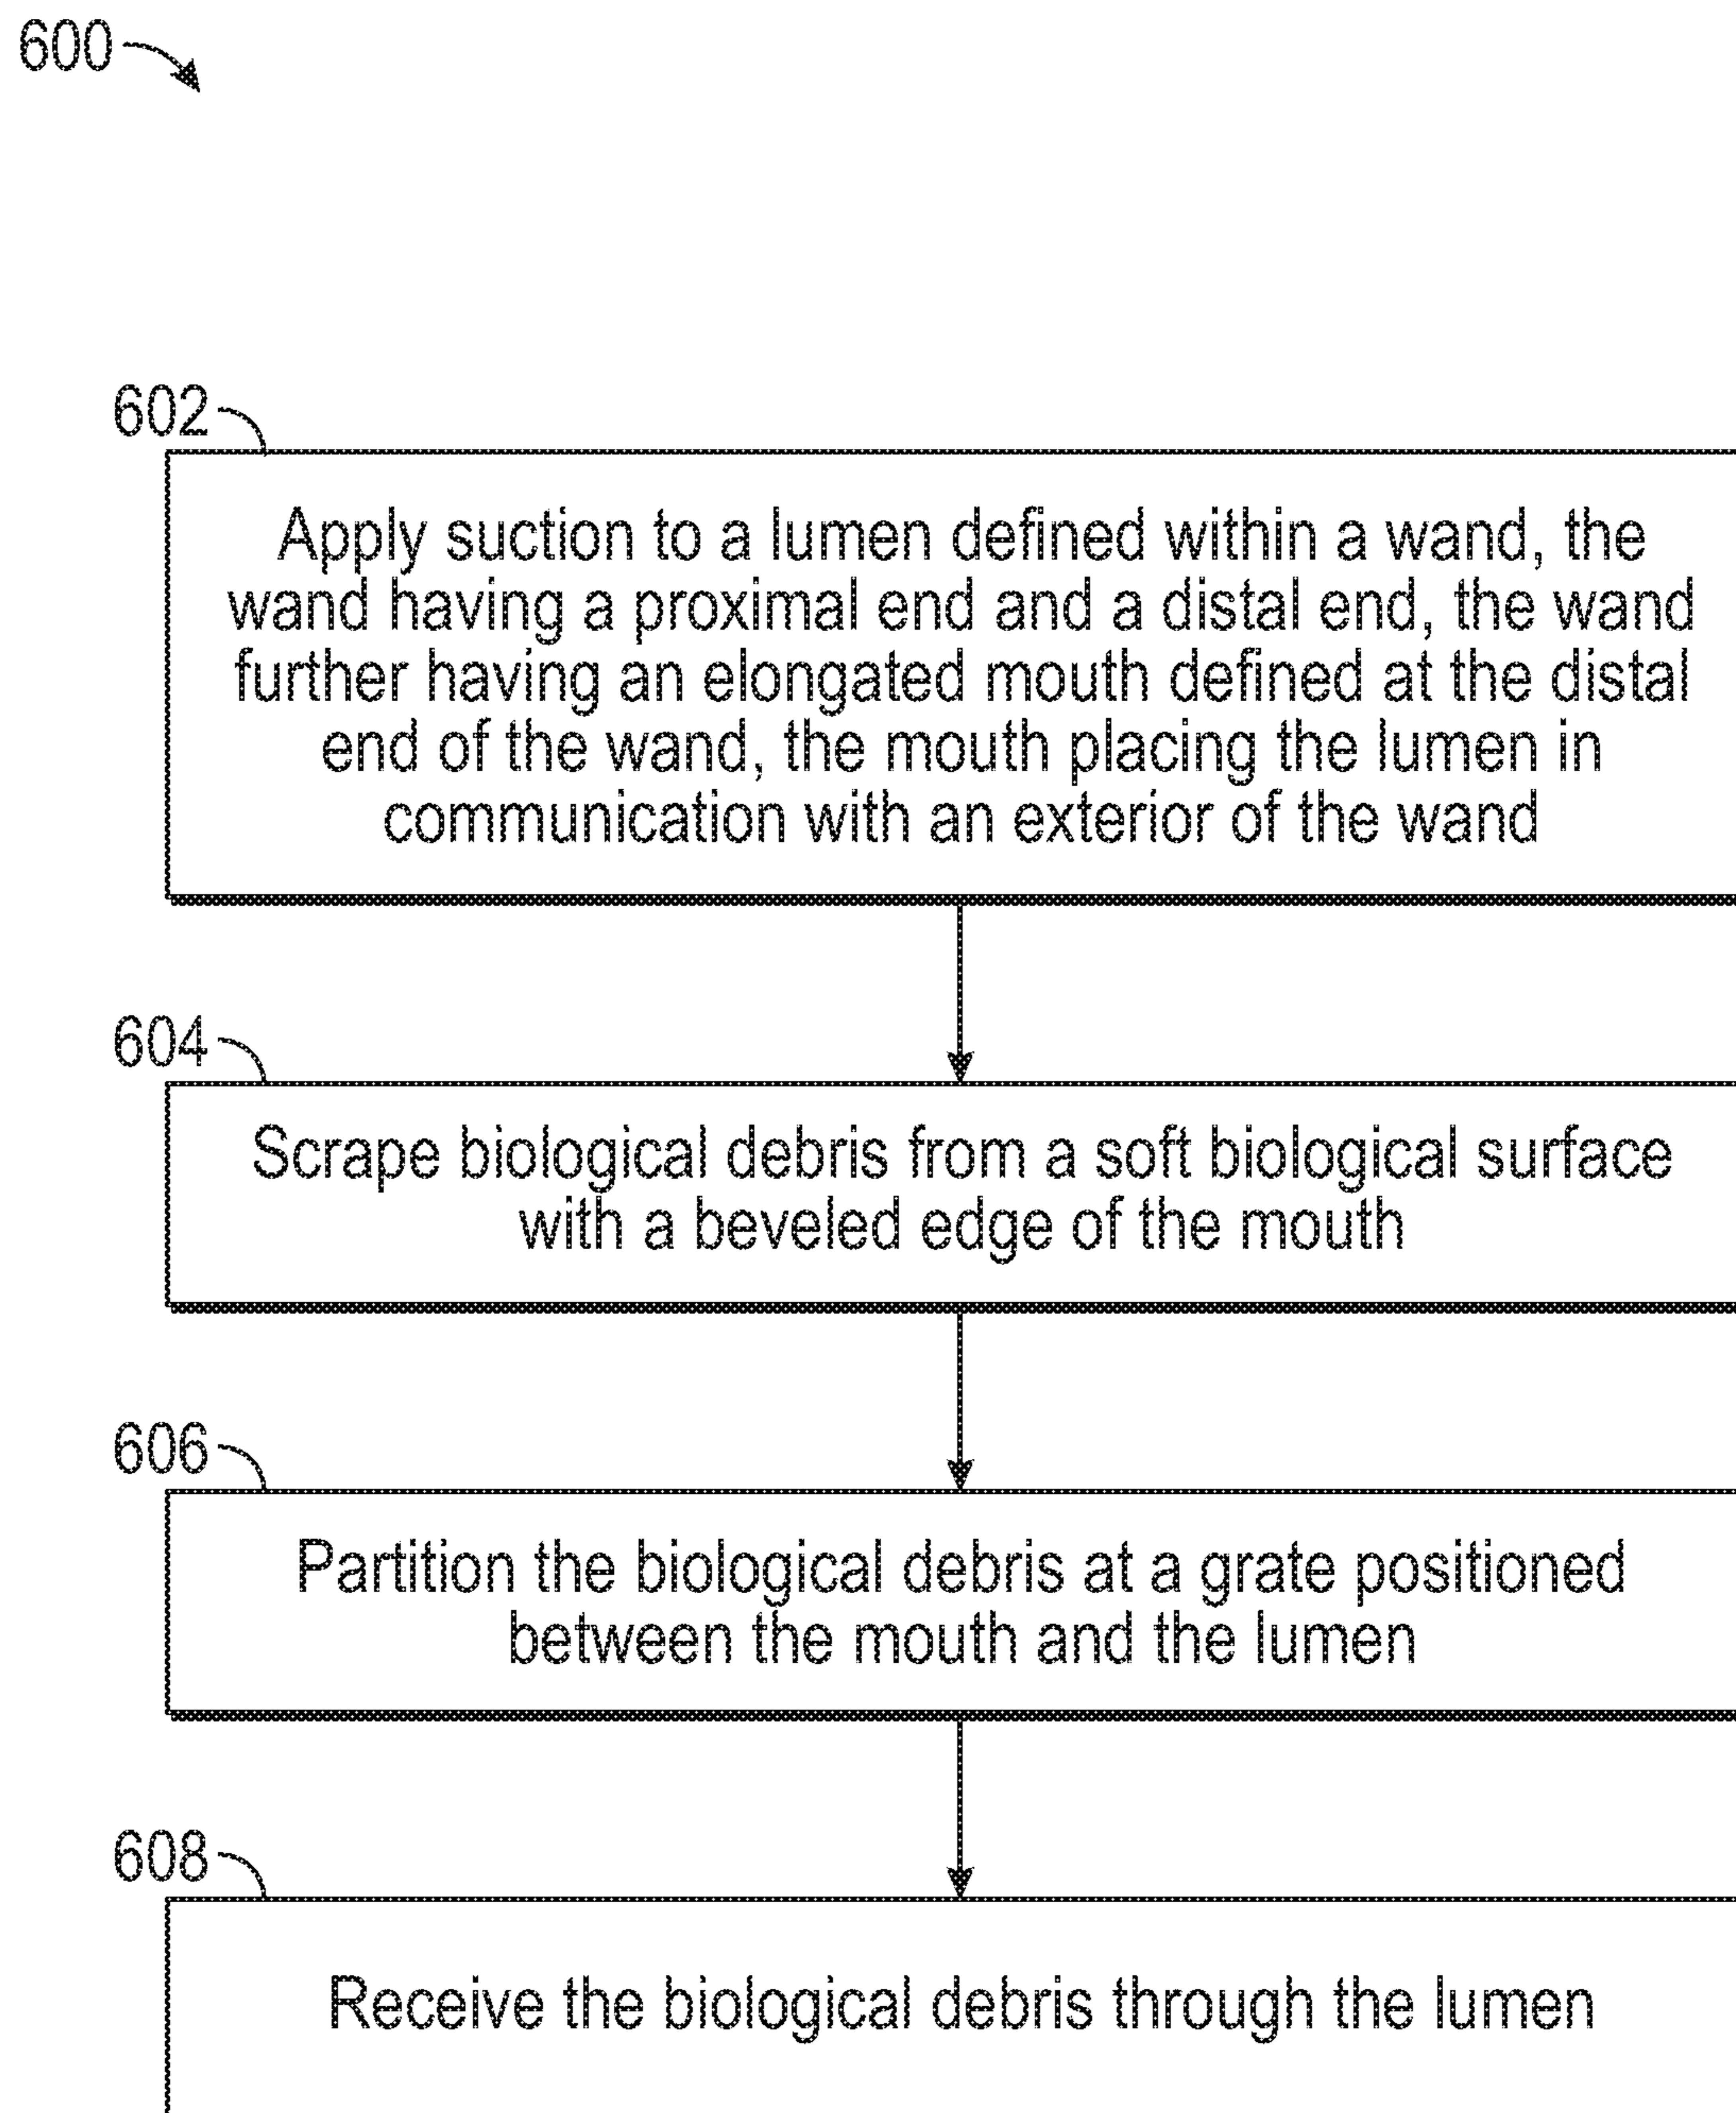 600
602
Apply suction to a lumen defined within a wand, the
wand having a proximal end and a distal end, the wand
further having an elongated mouth defined at the distal
end of the wand, the mouth placing the lumen in
communication with an exterior of the wand
604
Scrape biological debris from a soft biological surface
with a beveled edge of the mouth
606
Partition the biological debris at a grate positioned
between the mouth and the lumen
608
Receive the biological debris through the lumen